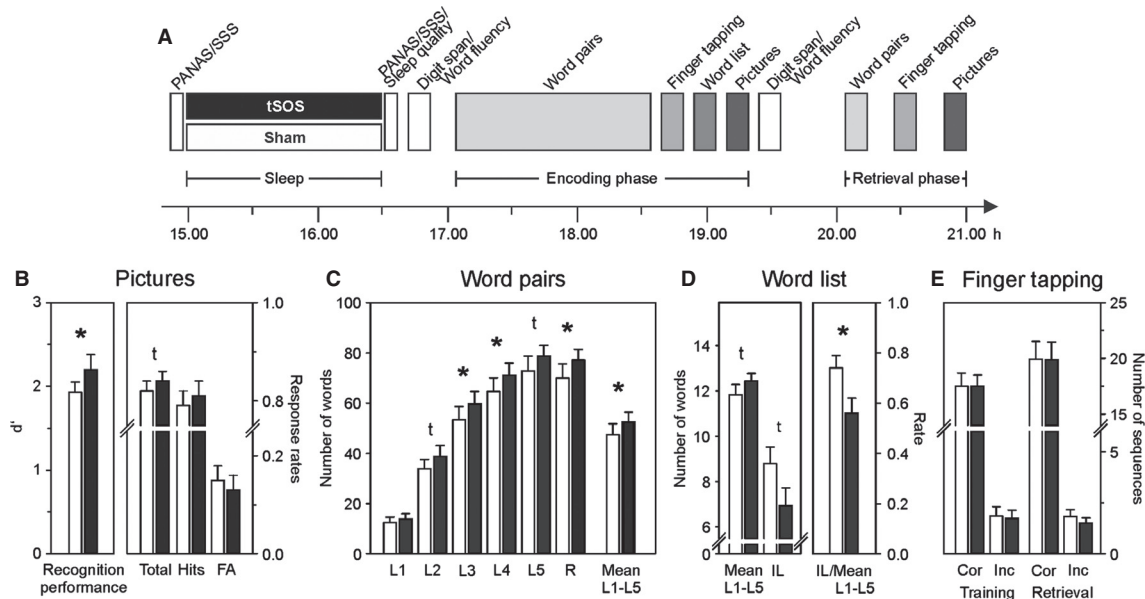 A
PANAS/SSS
PANAS/SSS/
Sleep quality
Digit span/
Word fluency
Word pairs
Finger tapping
Word list
Pictures
Digit span/
Word fluency
Word pairs
Finger tapping
Pictures
tSOS
Sham
Sleep
Encoding phase
Retrieval phase
15.00 16.00 17.00 18.00 19.00 20.00 21.00 h
B Pictures
3
2
1
0
d'
*
t
1.0
0.8
0.2
0.0
Response rates
Recognition
performance
Total Hits FA
C Word pairs
100
80
60
40
20
0
Number of words
t
*
*
t
*
*
L1 L2 L3 L4 L5 R Mean
L1-L5
D Word list
14
12
10
8
6
0
Number of words
t
t
*
1.0
0.8
0.6
0.4
0.2
0.0
Rate
Mean
L1-L5
IL
IL/Mean
L1-L5
E Finger tapping
25
20
15
5
0
Number of sequences
Cor Inc Cor Inc
Training Retrieval